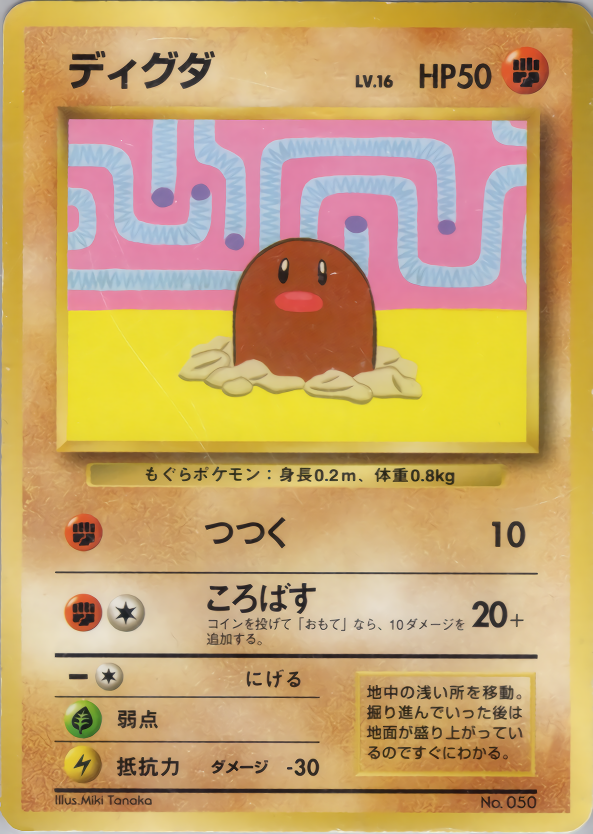 ディグダ LV.16 HP50
もぐらポケモン：身長0.2m、体重0.8kg
つつく 10
ころばす 20+
コインを投げて「おもて」なら、10ダメージを
追加する。
にげる
弱点
抵抗力 ダメージ -30
地中の浅い所を移動。
掘り進んでいった後は
地面が盛り上がってい
るのですぐにわかる。
Illus.Miki Tanaka
No. 050